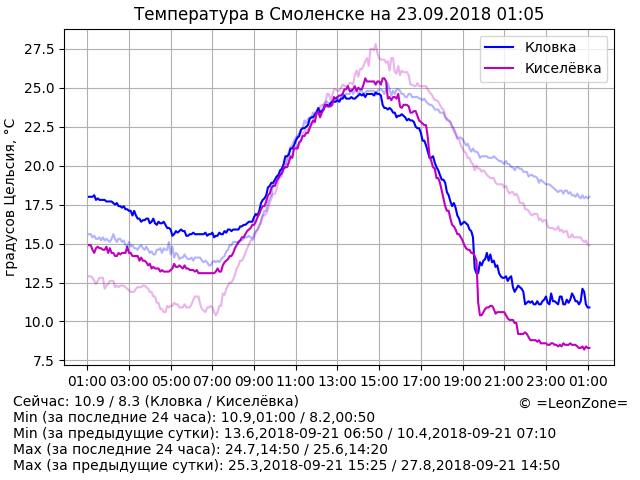 Температура в Смоленске на 23.09.2018 01:05
27.5
25.0
22.5
20.0
17.5
15.0
12.5
10.0
7.5
градусов Цельсия, °C
Кловка
Киселёвка
01:00 03:00 05:00 07:00 09:00 11:00 13:00 15:00 17:00 19:00 21:00 23:00 01:00
Сейчас: 10.9 / 8.3 (Кловка / Киселёвка)
© =LeonZone=
Min (за последние 24 часа): 10.9,01:00 / 8.2,00:50
Min (за предыдущие сутки): 13.6,2018-09-21 06:50 / 10.4,2018-09-21 07:10
Max (за последние 24 часа): 24.7,14:50 / 25.6,14:20
Max (за предыдущие сутки): 25.3,2018-09-21 15:25 / 27.8,2018-09-21 14:50